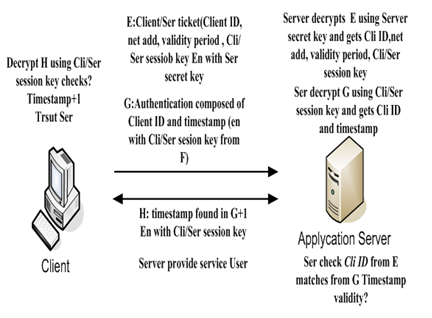 Decrypt H using Cli/Ser
session key checks?
Timestamp+1
Trsut Ser
E:Client/Ser ticket(Client ID,
net add, validity period , Cli/
Ser sessiob key En with Ser
secret key
G:Authentication composed of
Client ID and timestamp (en
with Cli/Ser sesion key from
F)
Server decrypts E using Server
secret key and gets Cli ID,net
add, validity period, Cli/Ser
session key
Ser decrypt G using Cli/Ser
session key and gets Cli ID
and timestamp
H: timestamp found in G+1
En with Cli/Ser session key
Server provide service User
Client
Applycation Server
Ser check Cli ID from E
matches from G Timestamp
validity?